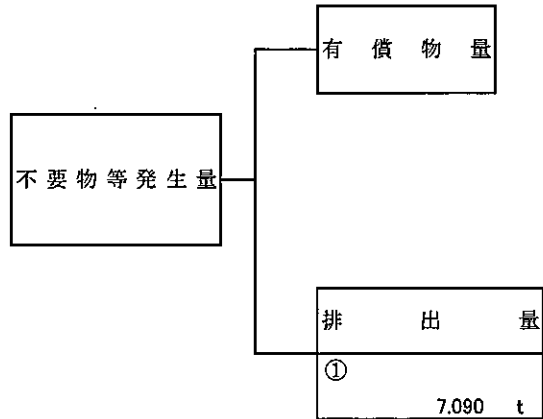 有償物量
不要物等発生量
排出量
①
7.090 t